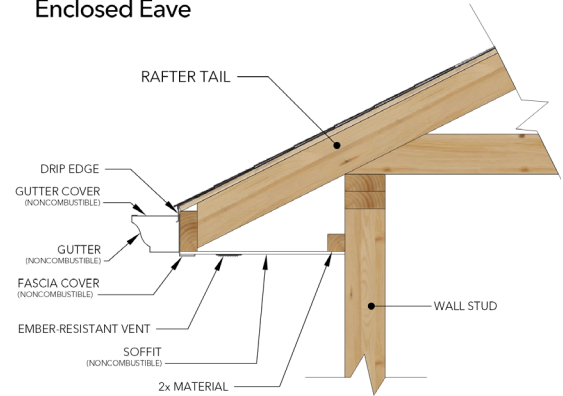 Enclosed Eave
RAFTER TAIL
DRIP EDGE
GUTTER COVER
(NONCOMBUSTIBLE)
GUTTER
(NONCOMBUSTIBLE)
FASCIA COVER
(NONCOMBUSTIBLE)
EMBER-RESISTANT VENT
WALL STUD
SOFFIT
(NONCOMBUSTIBLE)
2x MATERIAL